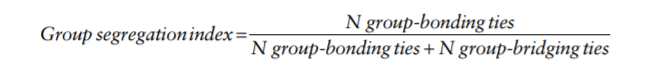 N group-bonding ties
Group segregation index =
N group-bonding ties + N group-bridging ties